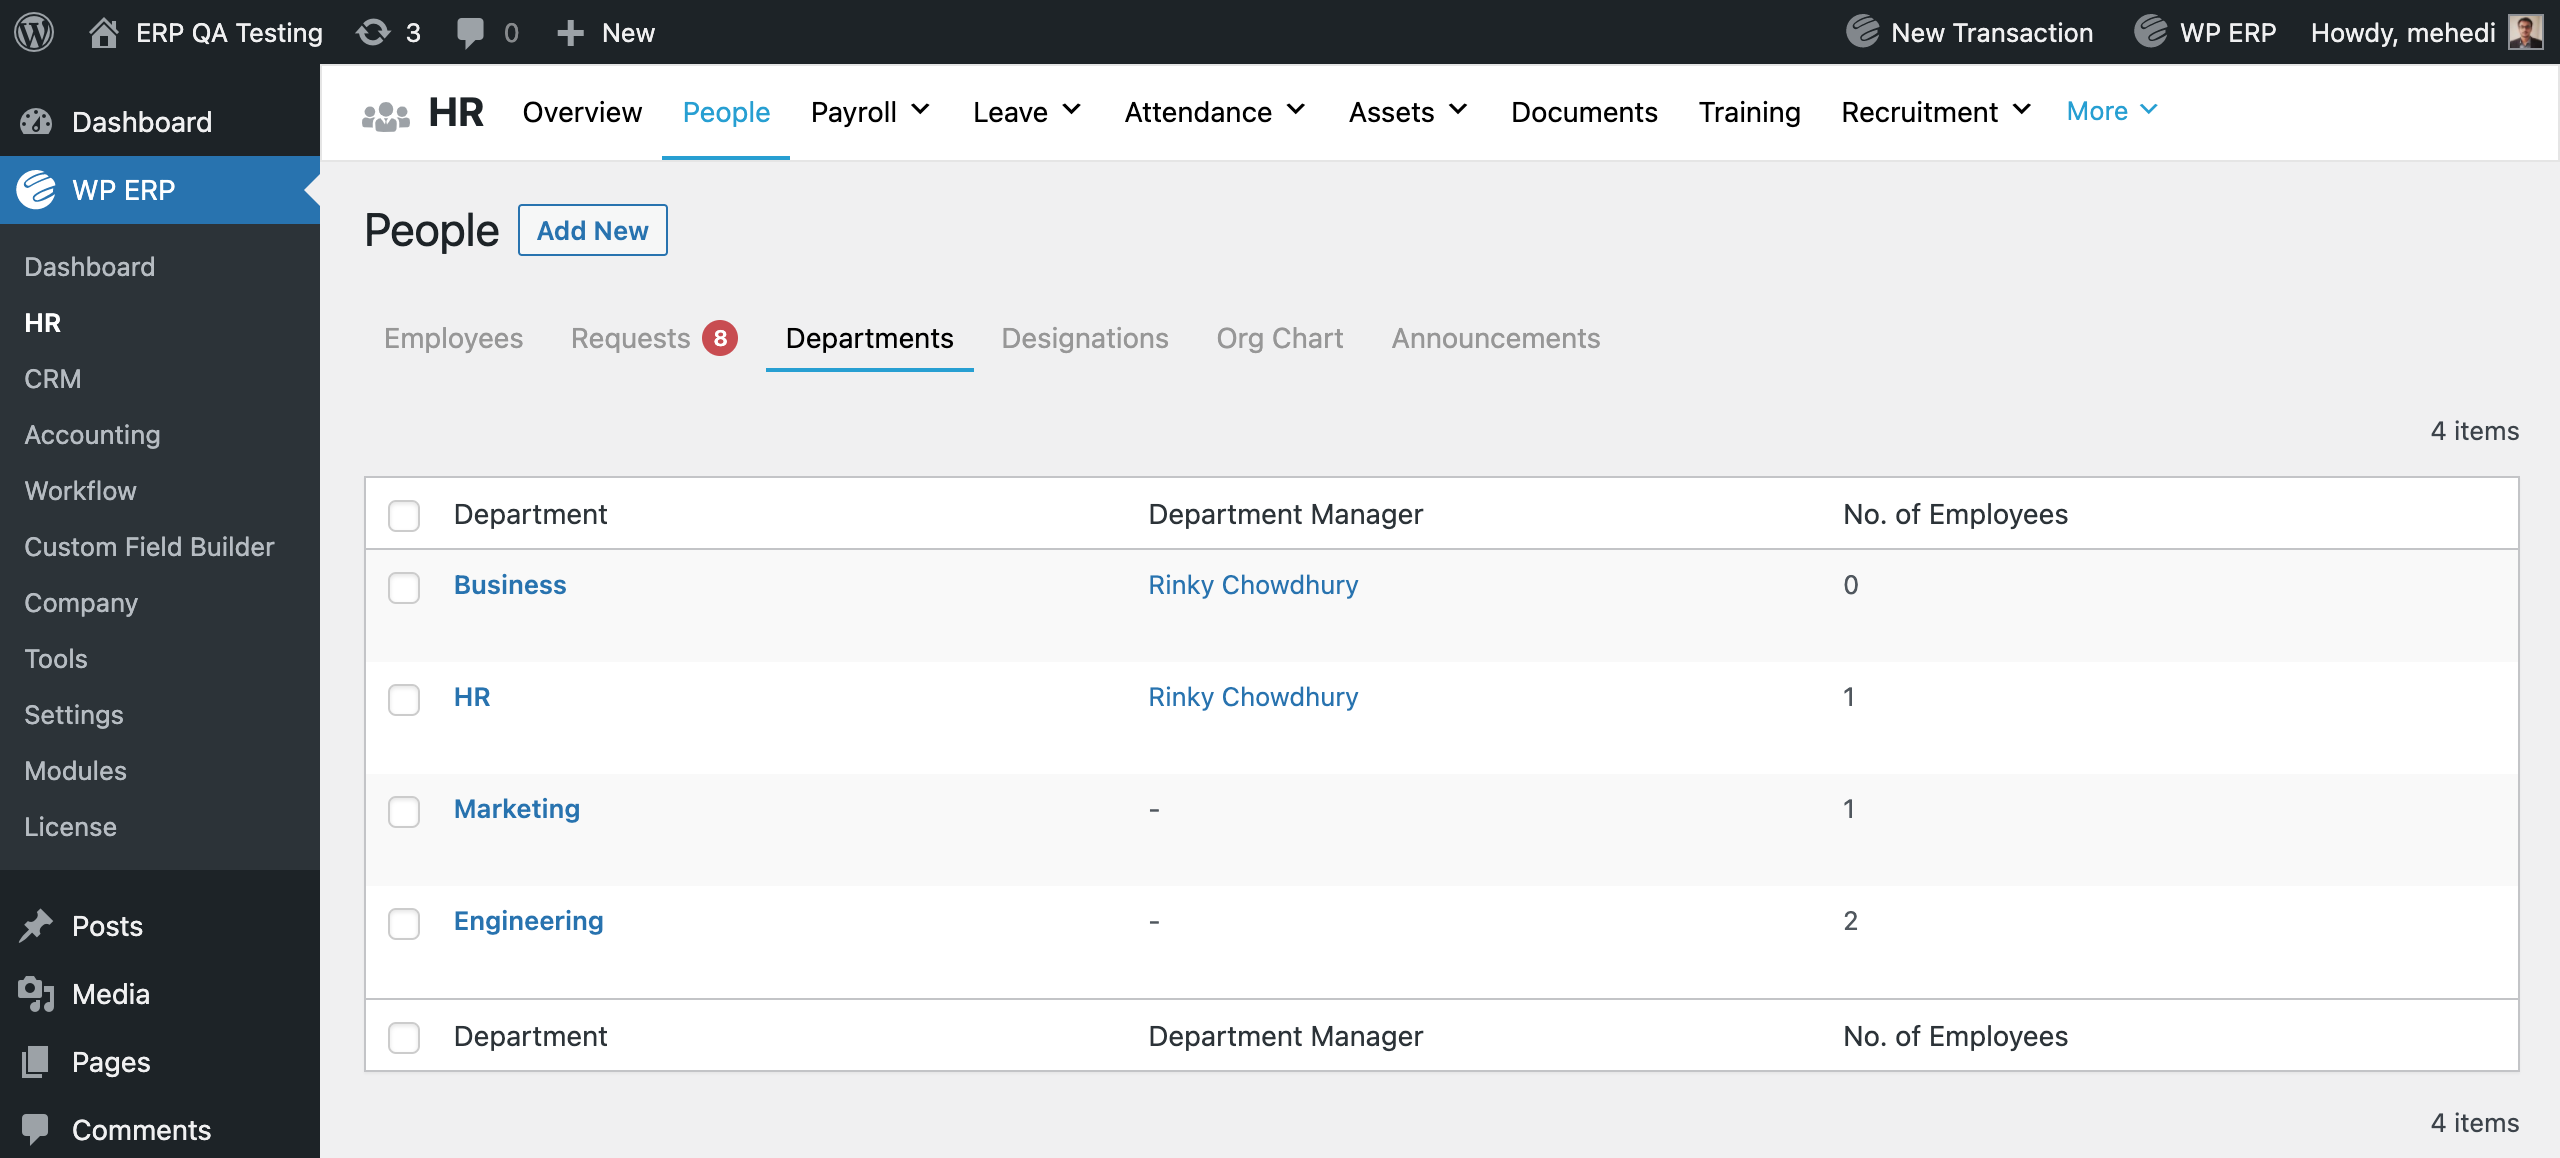 ERP QA Testing 3 0 New New Transaction WP ERP Howdy, mehedi
Dashboard
WP ERP
Dashboard
HR
CRM
Accounting
Workflow
Custom Field Builder
Company
Tools
Settings
Modules
License
Posts
Media
Pages
Comments
HR Overview People Payroll Leave Attendance Assets Documents Training Recruitment More
People Add New
Employees Requests 8 Departments Designations Org Chart Announcements
4 items
Department Department Manager No. of Employees
Business Rinky Chowdhury 0
HR Rinky Chowdhury 1
Marketing - 1
Engineering - 2
Department Department Manager No. of Employees
4 items